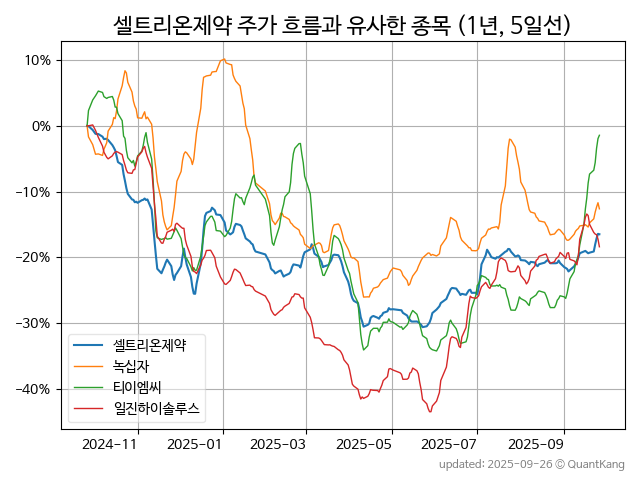 셀트리온제약 주가 흐름과 유사한 종목 (1년, 5일선)
10%
0%
−10%
−20%
−30%
−40%
셀트리온제약
녹십자
티이엠씨
일진하이솔루스
2024-11
2025-01
2025-03
2025-05
2025-07
2025-09
updated: 2025-09-26 © QuantKang